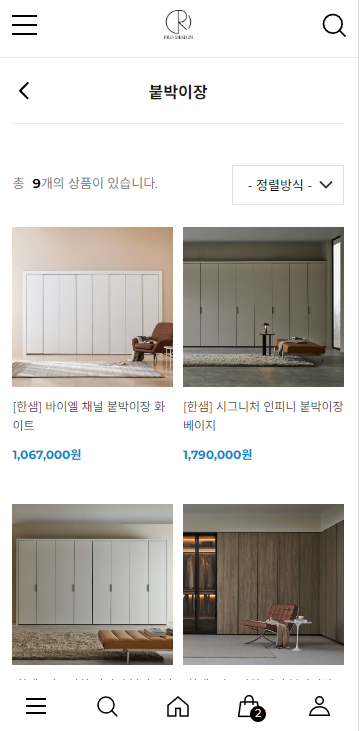 PRO DESIGN
붙박이장
총 9개의 상품이 있습니다.
- 정렬방식 -
[한샘] 바이엘 채널 붙박이장 화
이트
1,067,000원
[한샘] 시그니처 인피니 붙박이장
베이지
1,790,000원
2